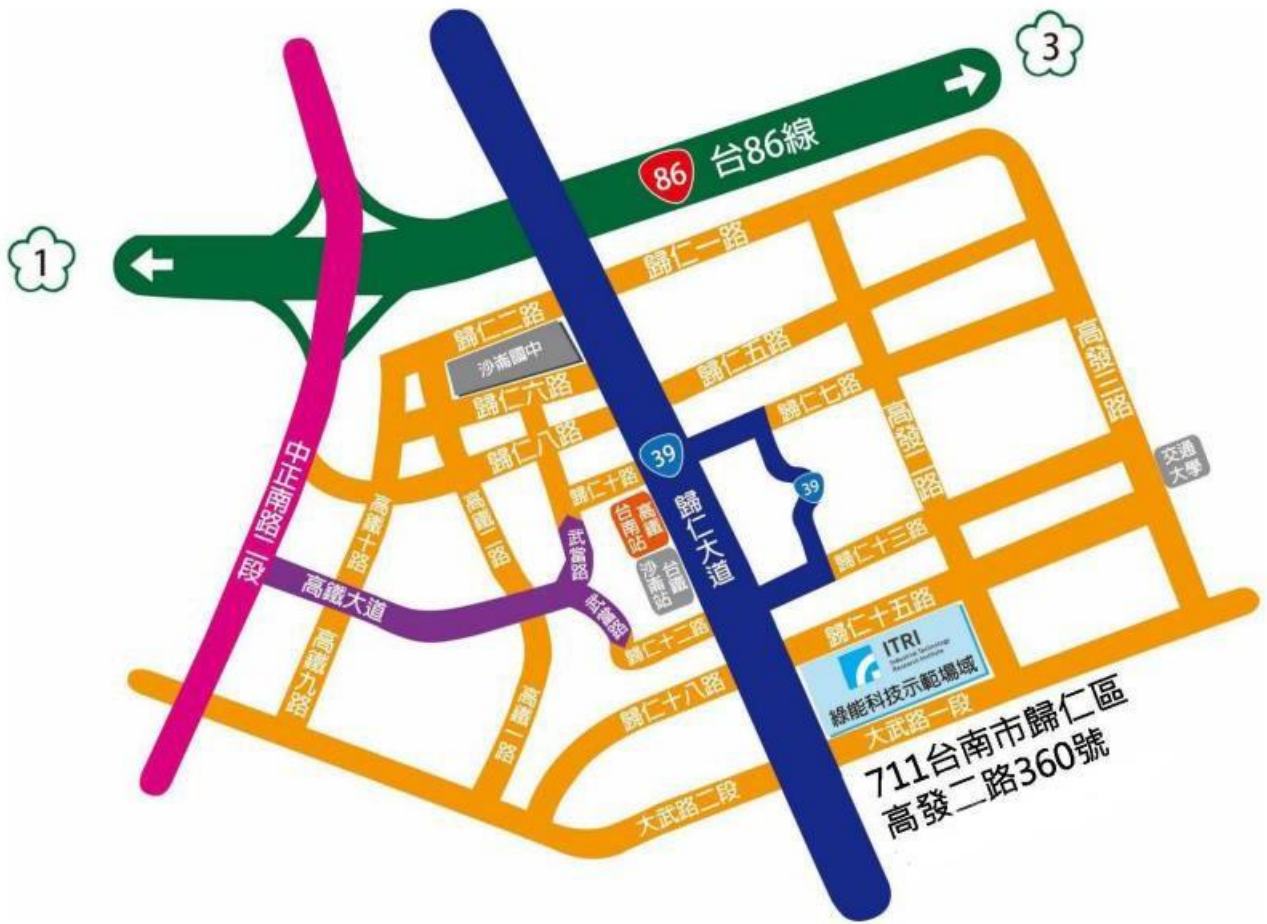 3
台86線
86
1
歸仁一路
歸仁二路
沙崙國中
歸仁六路
歸仁五路
歸仁七路
高發三路
歸仁八路
高發二路
39
39
交通
大學
中正南路二段
高鐵十路
高鐵二路
歸仁十路
高鐵
台南站
歸仁大道
武當路
台鐵
沙崙站
歸仁十三路
高鐵大道
武當路
歸仁十二路
歸仁十五路
高鐵九路
高鐵一路
歸仁十八路
ITRI
Industrial Technology
Research Institute
綠能科技示範場域
大武路一段
大武路二段
711台南市歸仁區
高發二路360號